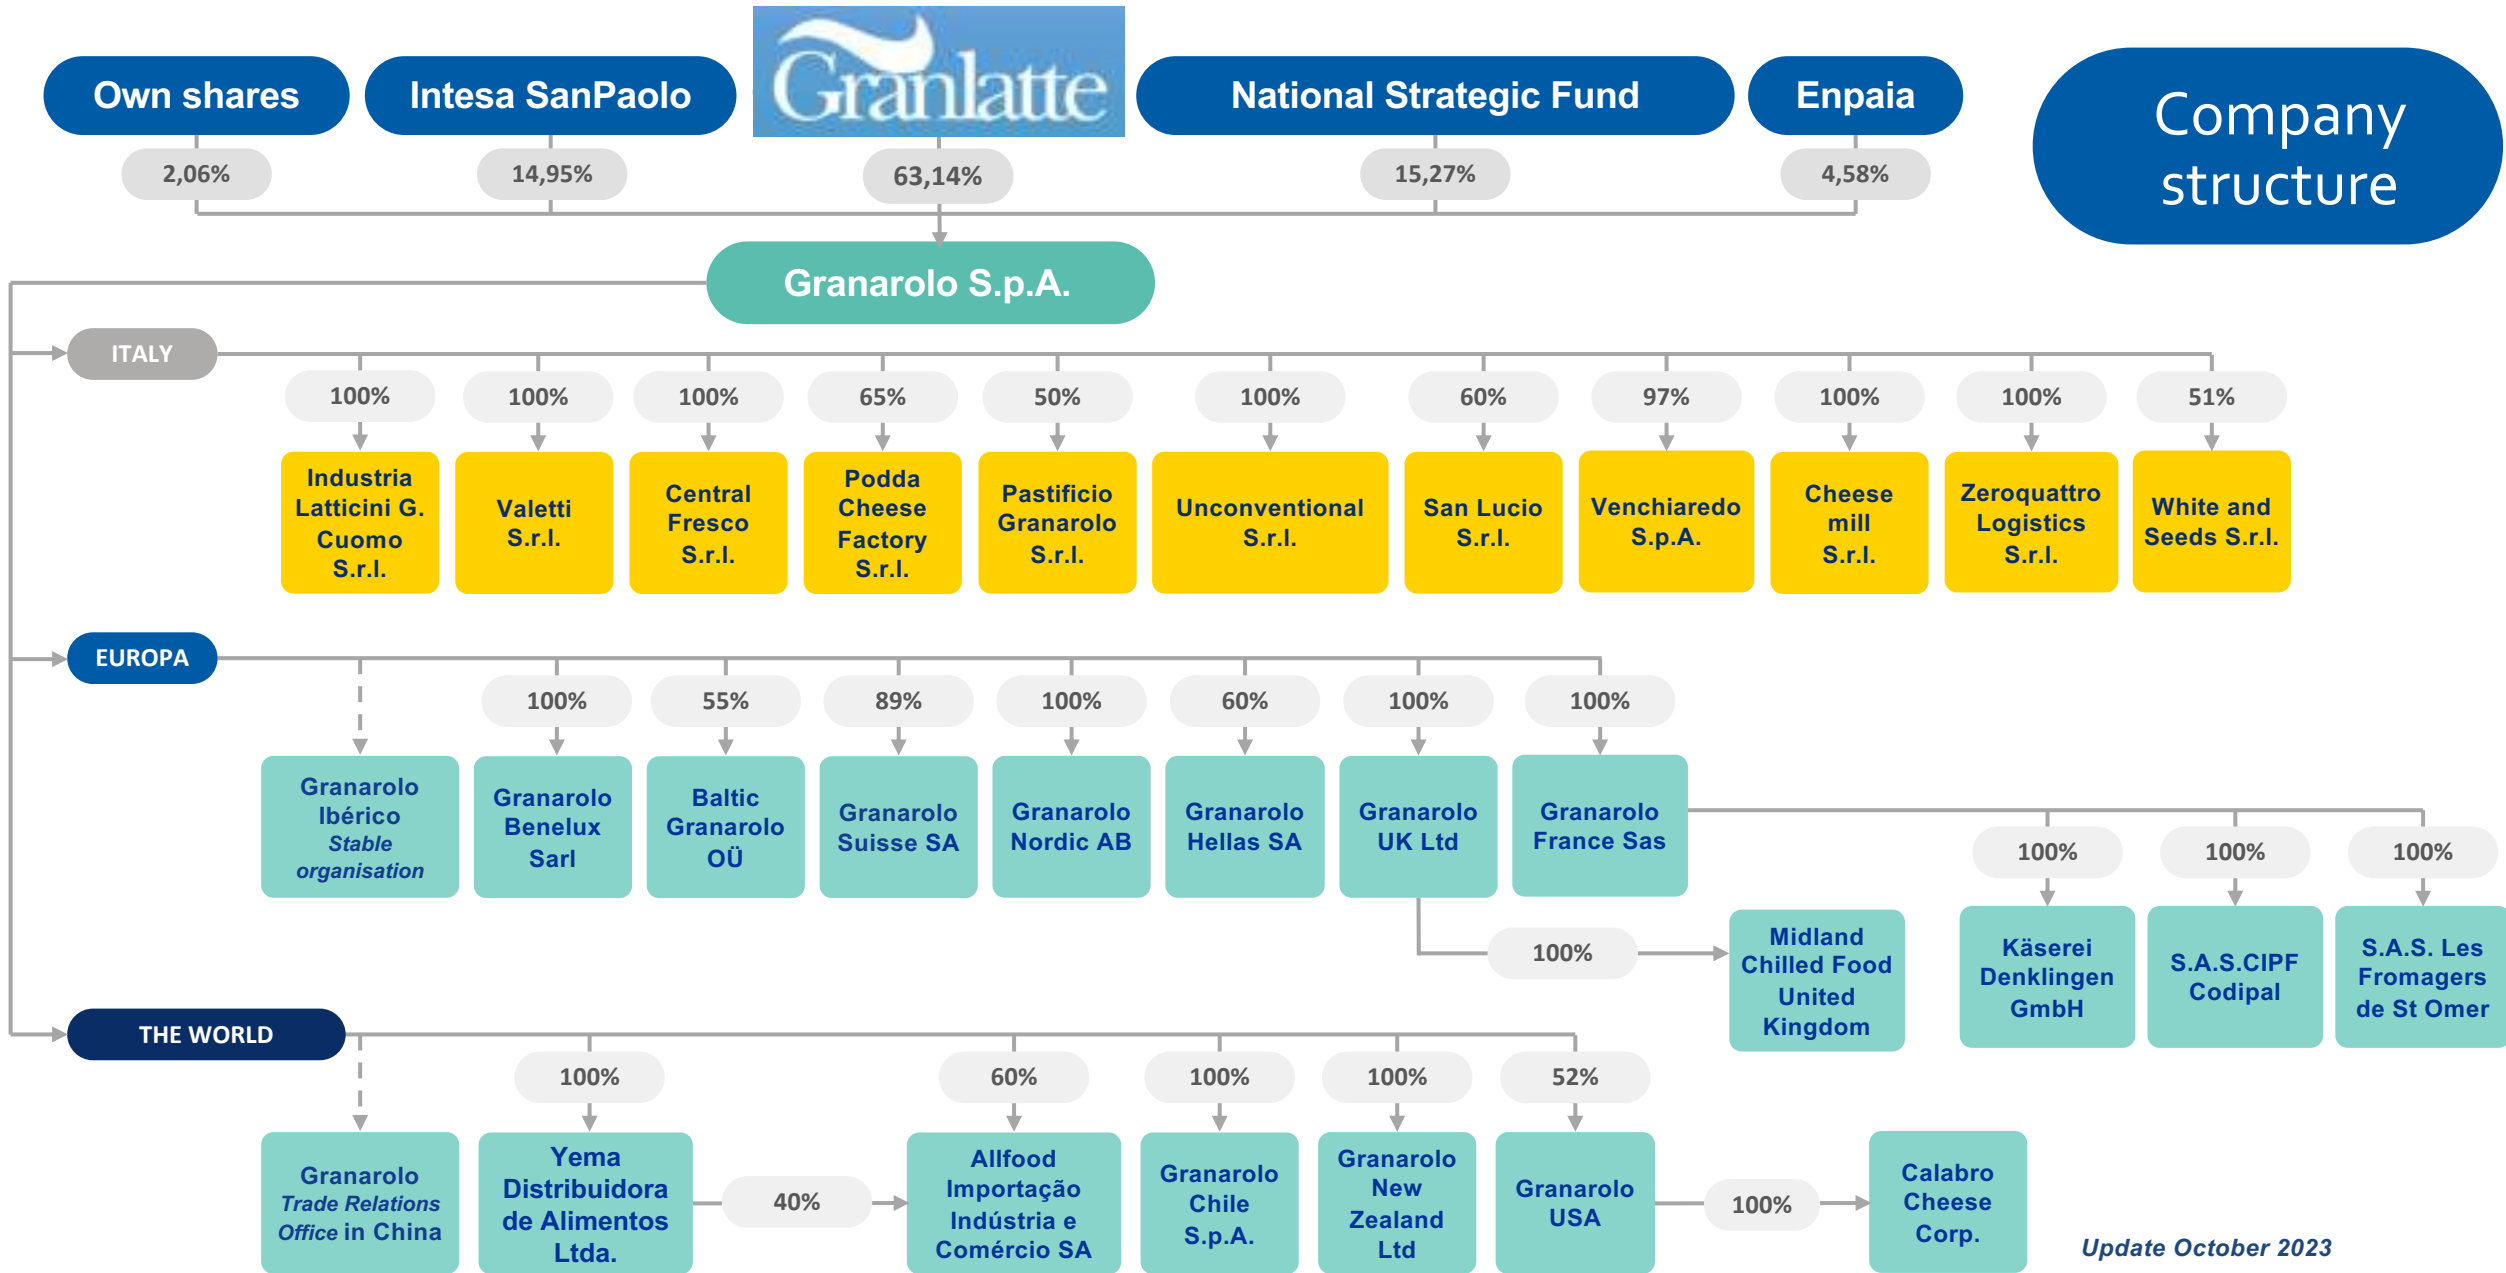 Own shares
Intesa SanPaolo
Granlatte
National Strategic Fund
Enpaia
Company
structure
2,06%
14,95%
63,14%
15,27%
4,58%
Granarolo S.p.A.
ITALY
100%
100%
100%
65%
50%
100%
60%
97%
100%
100%
51%
Industria
Latticini G.
Cuomo
S.r.l.
Valetti
S.r.l.
Central
Fresco
S.r.l.
Podda
Cheese
Factory
S.r.l.
Pastificio
Granarolo
S.r.l.
Unconventional
S.r.l.
San Lucio
S.r.l.
Venchiaredo
S.p.A.
Cheese
mill
S.r.l.
Zeroquattro
Logistics
S.r.l.
White and
Seeds S.r.l.
EUROPA
100%
55%
89%
100%
60%
100%
100%
Granarolo
Ibérico
Stable
organisation
Granarolo
Benelux
Sarl
Baltic
Granarolo
OÜ
Granarolo
Suisse SA
Granarolo
Nordic AB
Granarolo
Hellas SA
Granarolo
UK Ltd
Granarolo
France Sas
100%
100%
100%
100%
Midland
Chilled Food
United
Kingdom
Käserei
Denklingen
GmbH
S.A.S.CIPF
Codipal
S.A.S. Les
Fromagers
de St Omer
THE WORLD
100%
60%
100%
100%
52%
Granarolo
Trade Relations
Office in China
Yema
Distribuidora
de Alimentos
Ltda.
40%
Allfood
Importação
Indústria e
Comércio SA
Granarolo
Chile
S.p.A.
Granarolo
New
Zealand
Ltd
Granarolo
USA
100%
Calabro
Cheese
Corp.
Update October 2023